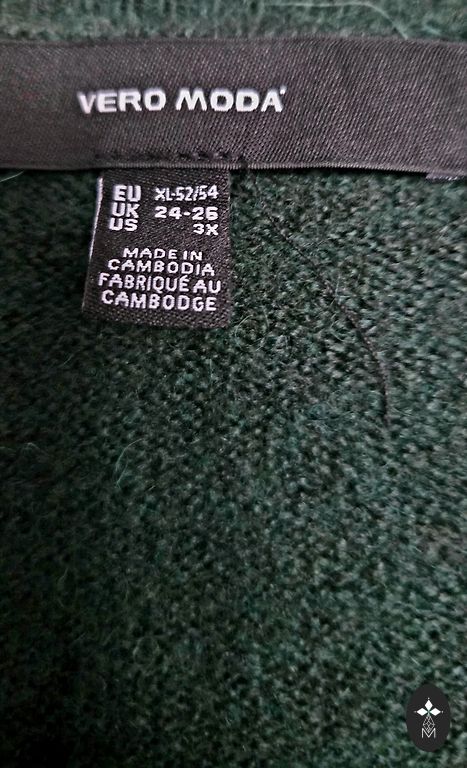 VERO MODA
EU XL-52/54
UK 24-26
US 3X
MADE IN
CAMBODIA
FABRIQUÉ AU
CAMBODGE
M